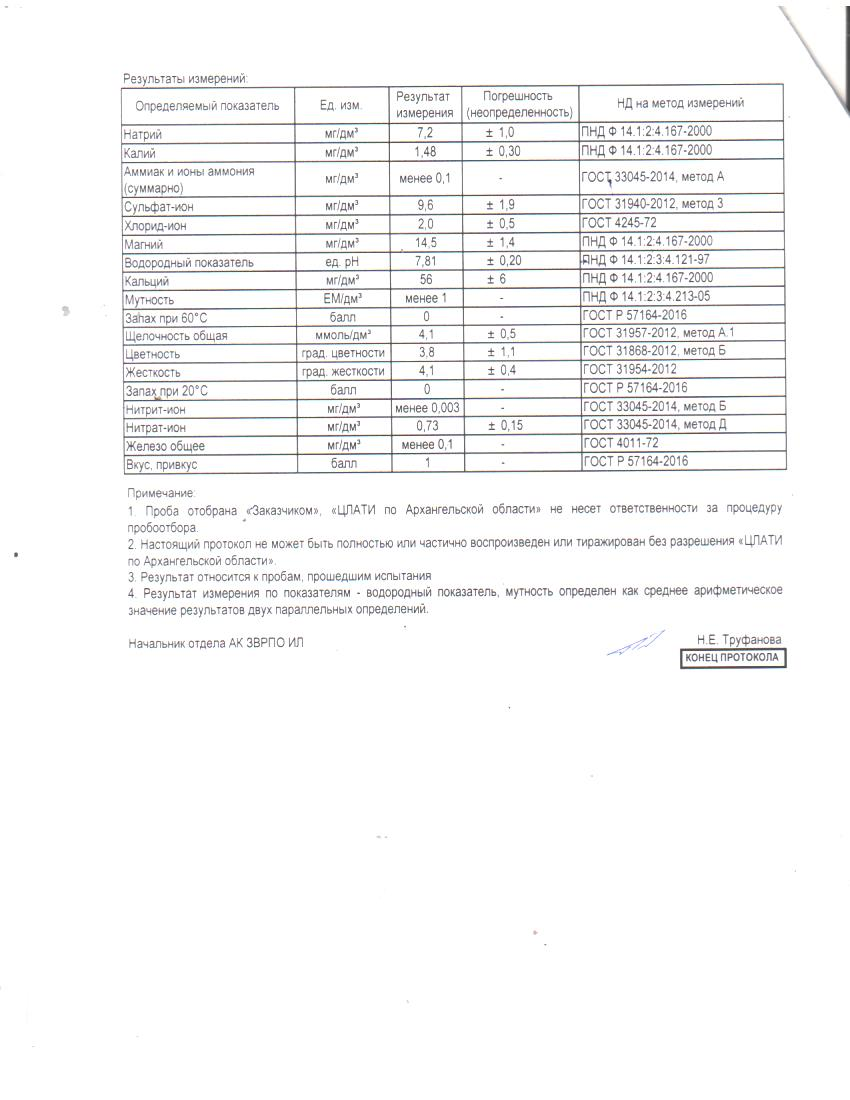 Результаты измерений:
Определяемый показатель Ед. изм. Результат измерения Погрешность (неопределенность) НД на метод измерений
Натрий мг/дм³ 7,2 ± 1,0 ПНД Ф 14.1:2:4.167-2000
Калий мг/дм³ 1,48 ± 0,30 ПНД Ф 14.1:2:4.167-2000
Аммиак и ионы аммония (суммарно) мг/дм³ менее 0,1 - ГОСТ 33045-2014, метод А
Сульфат-ион мг/дм³ 9,6 ± 1,9 ГОСТ 31940-2012, метод 3
Хлорид-ион мг/дм³ 2,0 ± 0,5 ГОСТ 4245-72
Магний мг/дм³ 14,5 ± 1,4 ПНД Ф 14.1:2:4.167-2000
Водородный показатель ед. pH 7,81 ± 0,20 ПНД Ф 14.1:2:3:4.121-97
Кальций мг/дм³ 56 ± 6 ПНД Ф 14.1:2:4.167-2000
Мутность ЕМ/дм³ менее 1 - ПНД Ф 14.1:2:3:4.213-05
Запах при 60°С балл 0 - ГОСТ Р 57164-2016
Щелочность общая ммоль/дм³ 4,1 ± 0,5 ГОСТ 31957-2012, метод А.1
Цветность град. цветности 3,8 ± 1,1 ГОСТ 31868-2012, метод Б
Жесткость град. жесткости 4,1 ± 0,4 ГОСТ 31954-2012
Запах при 20°С балл 0 - ГОСТ Р 57164-2016
Нитрит-ион мг/дм³ менее 0,003 - ГОСТ 33045-2014, метод Б
Нитрат-ион мг/дм³ 0,73 ± 0,15 ГОСТ 33045-2014, метод Д
Железо общее мг/дм³ менее 0,1 - ГОСТ 4011-72
Вкус, привкус балл 1 - ГОСТ Р 57164-2016
Примечание:
1. Проба отобрана «Заказчиком», «ЦЛАТИ по Архангельской области» не несет ответственности за процедуру
пробоотбора.
2. Настоящий протокол не может быть полностью или частично воспроизведен или тиражирован без разрешения «ЦЛАТИ
по Архангельской области».
3. Результат относится к пробам, прошедшим испытания
4. Результат измерения по показателям - водородный показатель, мутность определен как среднее арифметическое
значение результатов двух параллельных определений.
Начальник отдела АК ЗВРПО ИЛ Н.Е. Труфанова
КОНЕЦ ПРОТОКОЛА